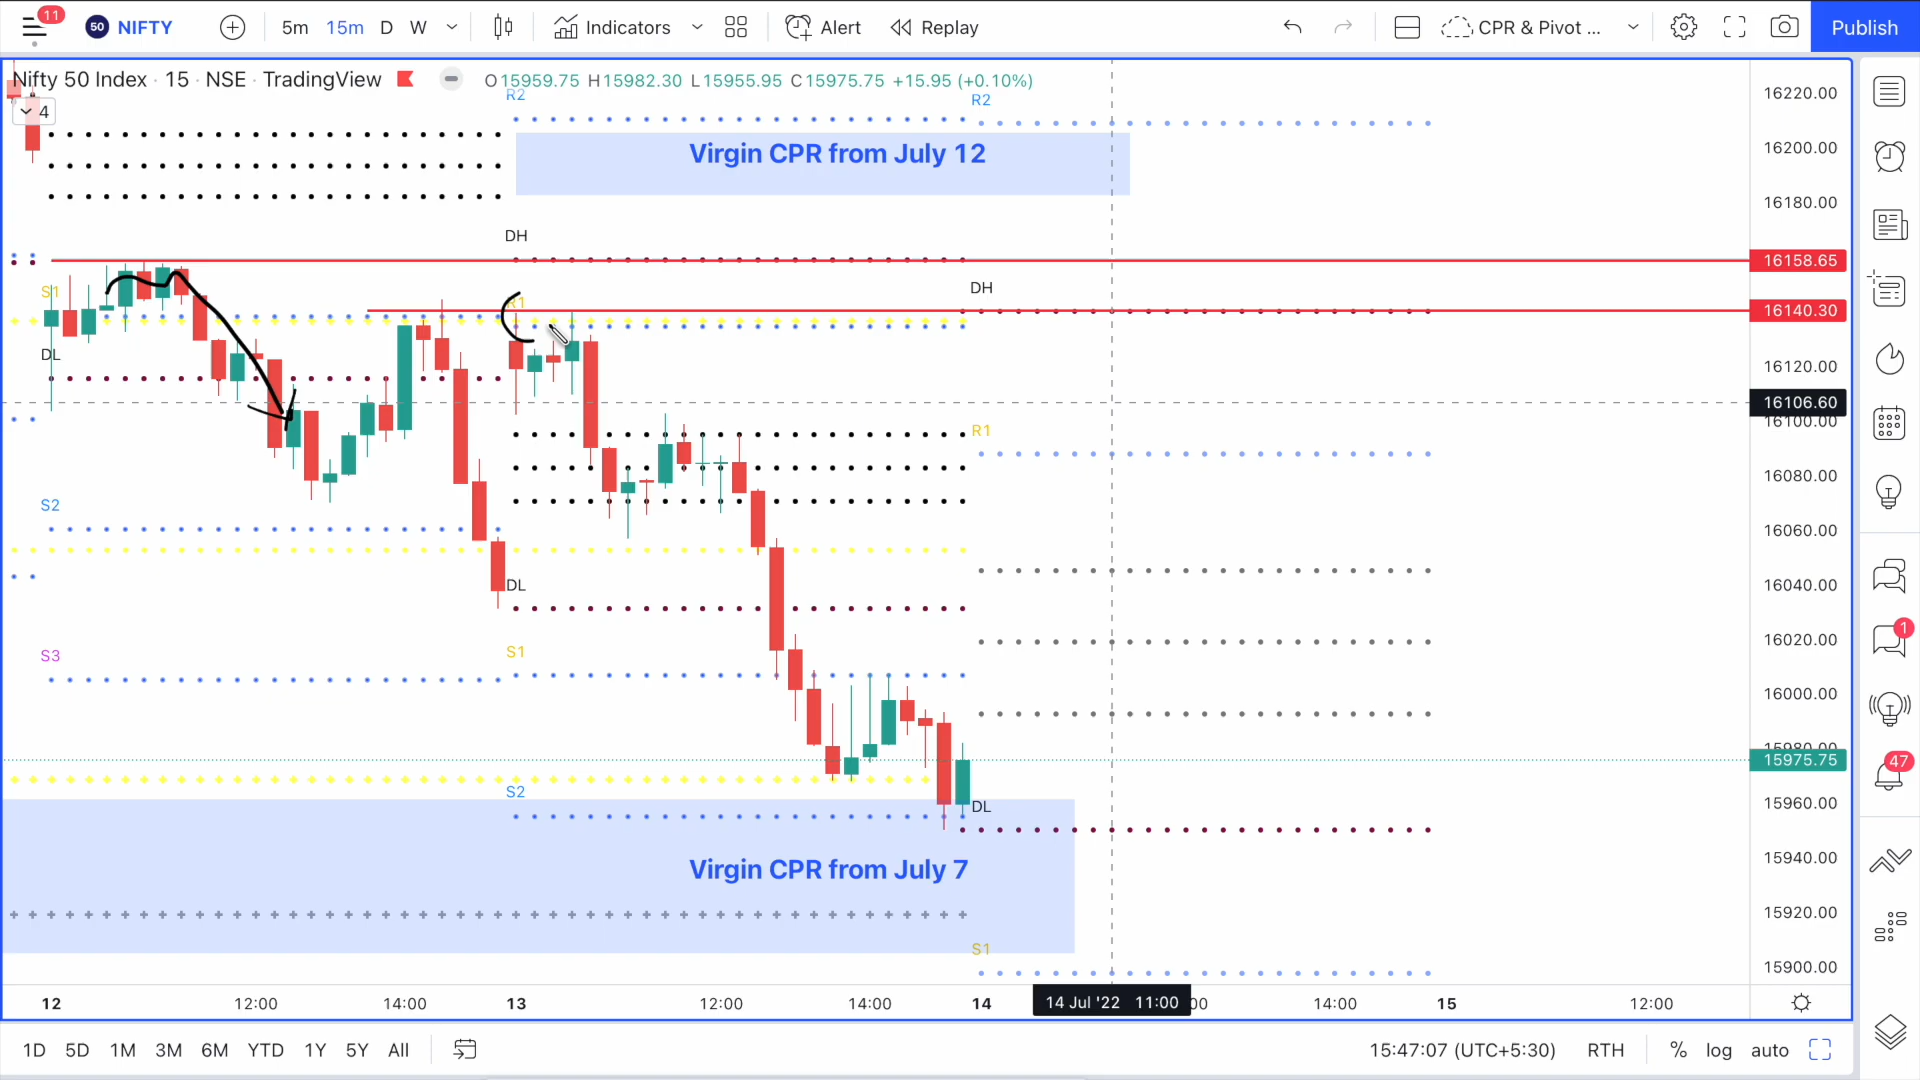 11
50 NIFTY
5m 15m D W
Indicators
Alert
Replay
CPR & Pivot ...
Publish
Nifty 50 Index · 15 · NSE · TradingView
O15959.75 H15982.30 L15955.95 C15975.75 +15.95 (+0.10%)
4
R2
R2
Virgin CPR from July 12
DH
S1
R1
DH
DL
R1
S2
DL
S3
S1
S2
DL
Virgin CPR from July 7
S1
16220.00
16200.00
16180.00
16158.65
16140.30
16120.00
16106.60
16100.00
16080.00
16060.00
16040.00
16020.00
16000.00
15980.00
15975.75
15960.00
15940.00
15920.00
15900.00
1
47
12 12:00 14:00 13 12:00 14:00 14 14 Jul '22 11:00 14:00 15 12:00
1D 5D 1M 3M 6M YTD 1Y 5Y All
15:47:07 (UTC+5:30) RTH % log auto